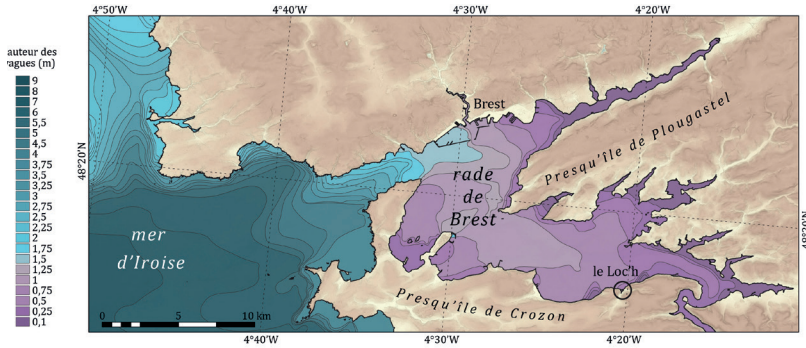 4°50'W
4°40'W
4°30'W
4°20'W
auteur des
vagues (m)
9
8
7
6
5,5
5
4,5
4
3,75
3,5
3,25
3
2,75
2,5
2,25
2
1,75
1,5
1,25
1
0,75
0,5
0,25
0,1
48°20'N
Brest
Presqu'île de Plougastel
rade
de
Brest
mer
d'Iroise
48°20'N
le Loc'h
Presqu'île de Crozon
0 5 10 km
4°40'W
4°30'W
4°20'W